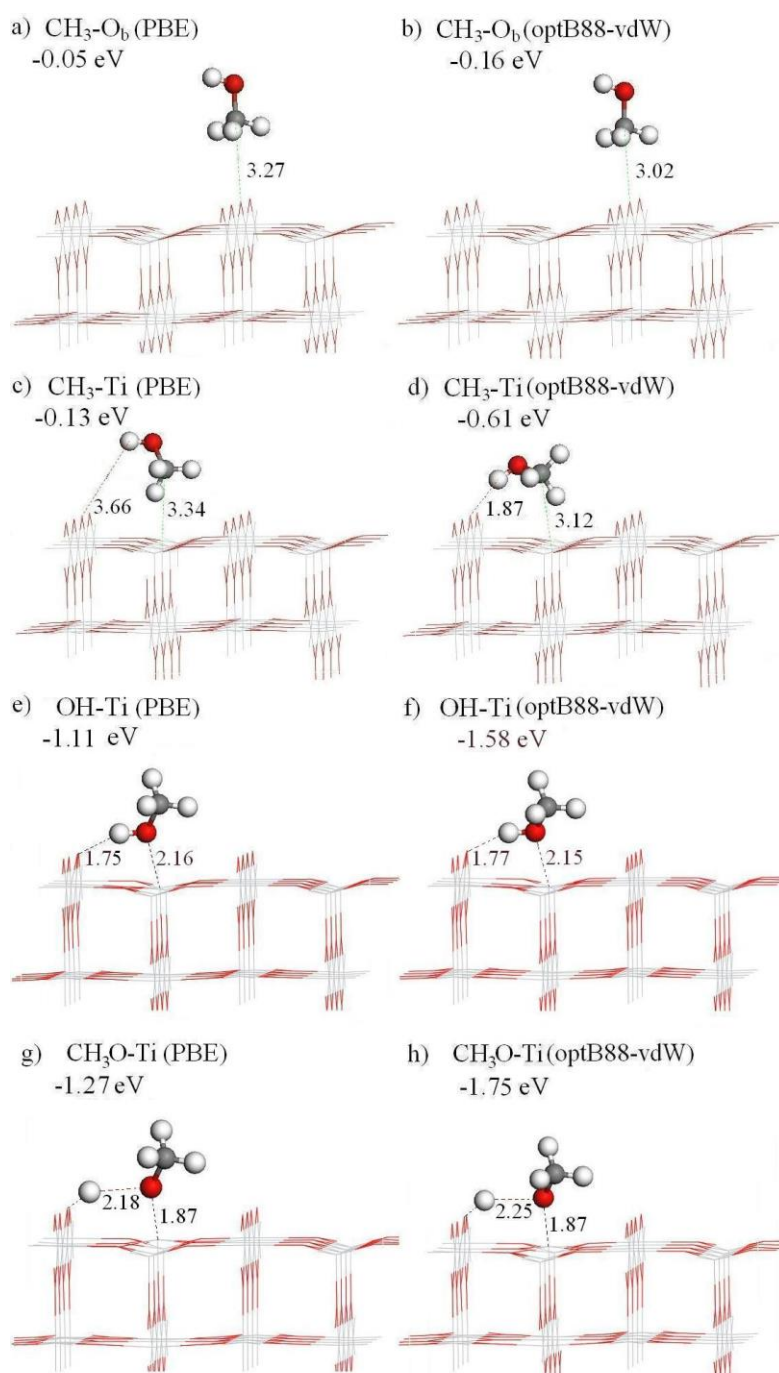 a) CH₃-O_b (PBE)
-0.05 eV
3.27
b) CH₃-O_b (optB88-vdW)
-0.16 eV
3.02
c) CH₃-Ti (PBE)
-0.13 eV
3.66
3.34
d) CH₃-Ti (optB88-vdW)
-0.61 eV
1.87
3.12
e) OH-Ti (PBE)
-1.11 eV
1.75
2.16
f) OH-Ti (optB88-vdW)
-1.58 eV
1.77
2.15
g) CH₃O-Ti (PBE)
-1.27 eV
2.18
1.87
h) CH₃O-Ti (optB88-vdW)
-1.75 eV
2.25
1.87